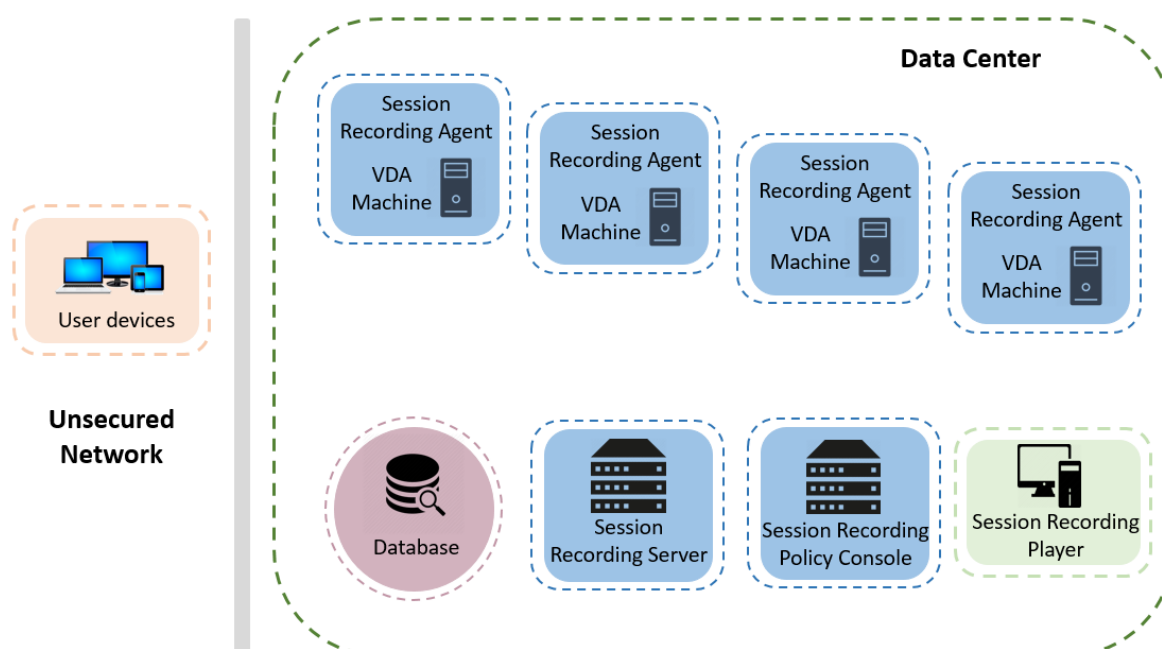 Data Center
Session
Recording Agent
VDA
Machine
Session
Recording Agent
VDA
Machine
Session
Recording Agent
VDA
Machine
Session
Recording Agent
VDA
Machine
User devices
Unsecured
Network
Database
Session
Recording Server
Session Recording
Policy Console
Session Recording
Player